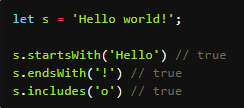 let s = 'Hello world!';
s.startsWith('Hello') // true
s.endsWith('!') // true
s.includes('o') // true